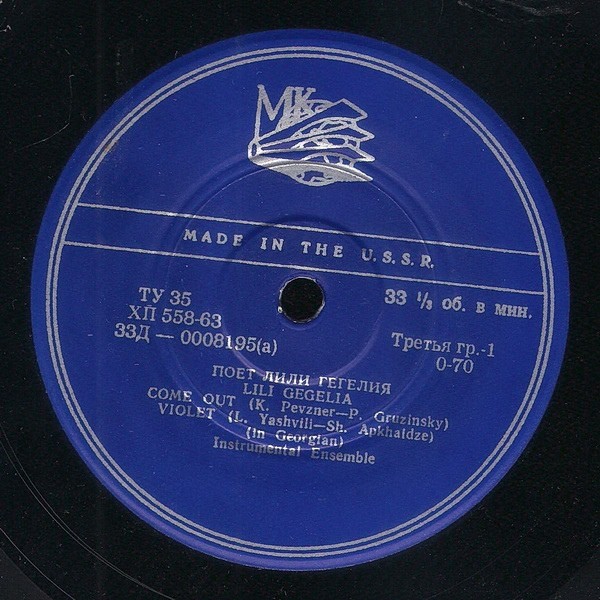 МК
MADE IN THE U.S.S.R.
ТУ 35
ХП 558-63
33Д — 0008195(а)
33 ⅓ об. в мин.
Третья гр.-1
0-70
ПОЕТ ЛИЛИ ГЕГЕЛИЯ
LILI GEGELIA
COME OUT (K. Pevzner—P. Gruzinsky)
VIOLET (L. Yashvili—Sh. Apkhaidze)
(in Georgian)
Instrumental Ensemble